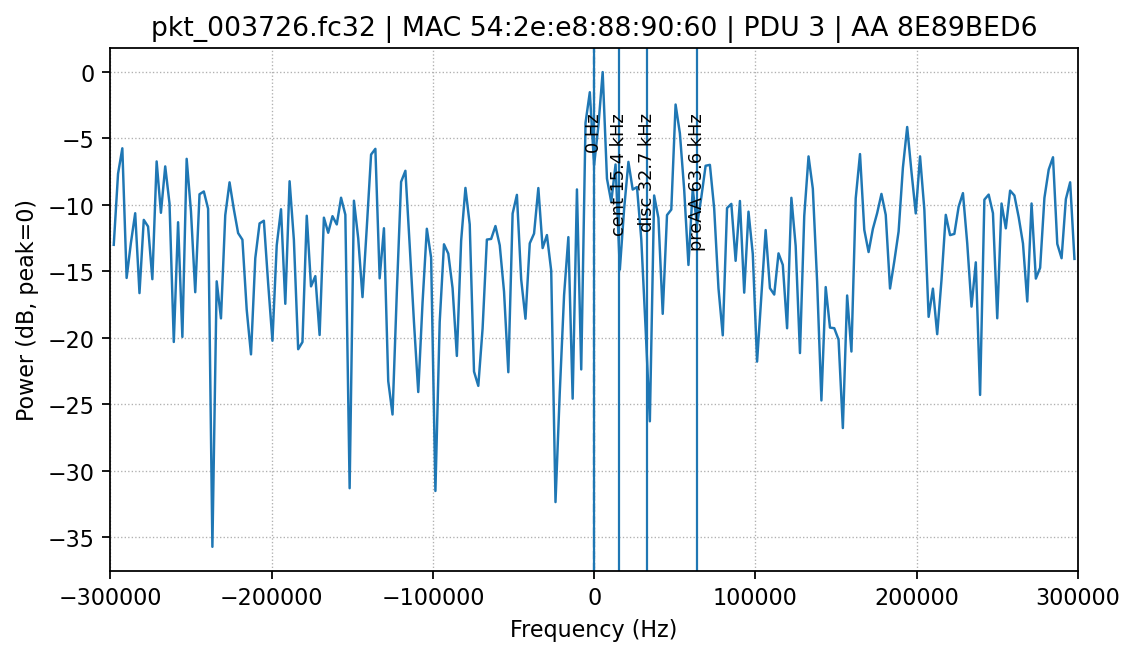 pkt_003726.fc32 | MAC 54:2e:e8:88:90:60 | PDU 3 | AA 8E89BED6
Power (dB, peak=0)
0
−5
−10
−15
−20
−25
−30
−35
0 Hz
cent 15.4 kHz
disc 32.7 kHz
preAA 63.6 kHz
−300000
−200000
−100000
0
100000
200000
300000
Frequency (Hz)